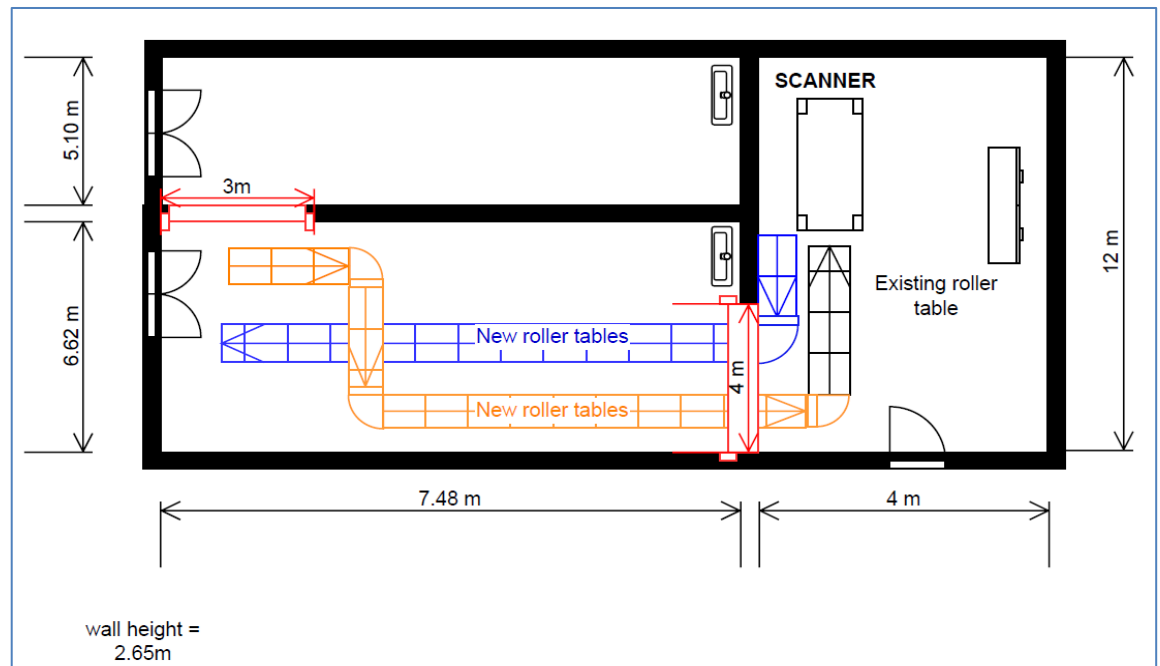 SCANNER
5.10 m
3m
12 m
6.62 m
Existing roller
table
New roller tables
4 m
New roller tables
7.48 m
4 m
wall height =
2.65m